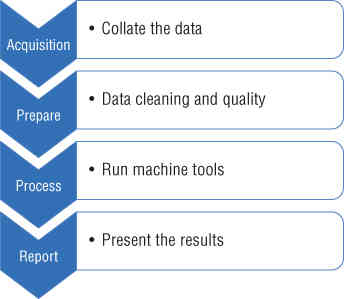 Acquisition
• Collate the data
Prepare
• Data cleaning and quality
Process
• Run machine tools
Report
• Present the results